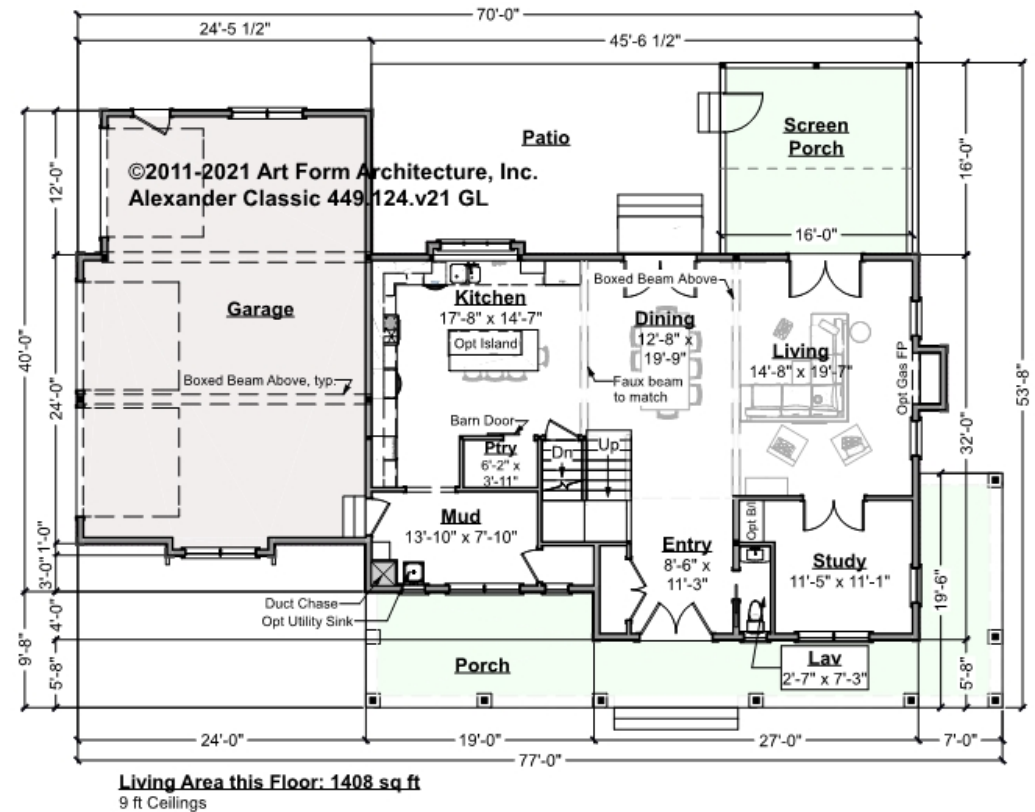 70'-0"
24'-5 1/2"
45'-6 1/2"
Patio
Screen
Porch
©2011-2021 Art Form Architecture, Inc.
Alexander Classic 449.124.v21 GL
12'-0"
16'-0"
16'-0"
40'-0"
53'-8"
Garage
Boxed Beam Above
Kitchen
17'-8" x 14'-7"
Opt Island
Dining
12'-8" x
19'-9"
Living
14'-8" x 19'-7"
Opt Gas FP
24'-0"
32'-0"
Boxed Beam Above, typ.
Faux beam
to match
Barn Door
Ptry
6'-2" x
3'-11"
Dn
Up
Mud
13'-10" x 7'-10"
Opt B/I
Entry
8'-6" x
11'-3"
Study
11'-5" x 11'-1"
1'-0"
3'-0"
Duct Chase
Opt Utility Sink
19'-6"
4'-0"
9'-8"
5'-8"
Porch
Lav
2'-7" x 7'-3"
5'-8"
24'-0"
19'-0"
27'-0"
7'-0"
77'-0"
Living Area this Floor: 1408 sq ft
9 ft Ceilings